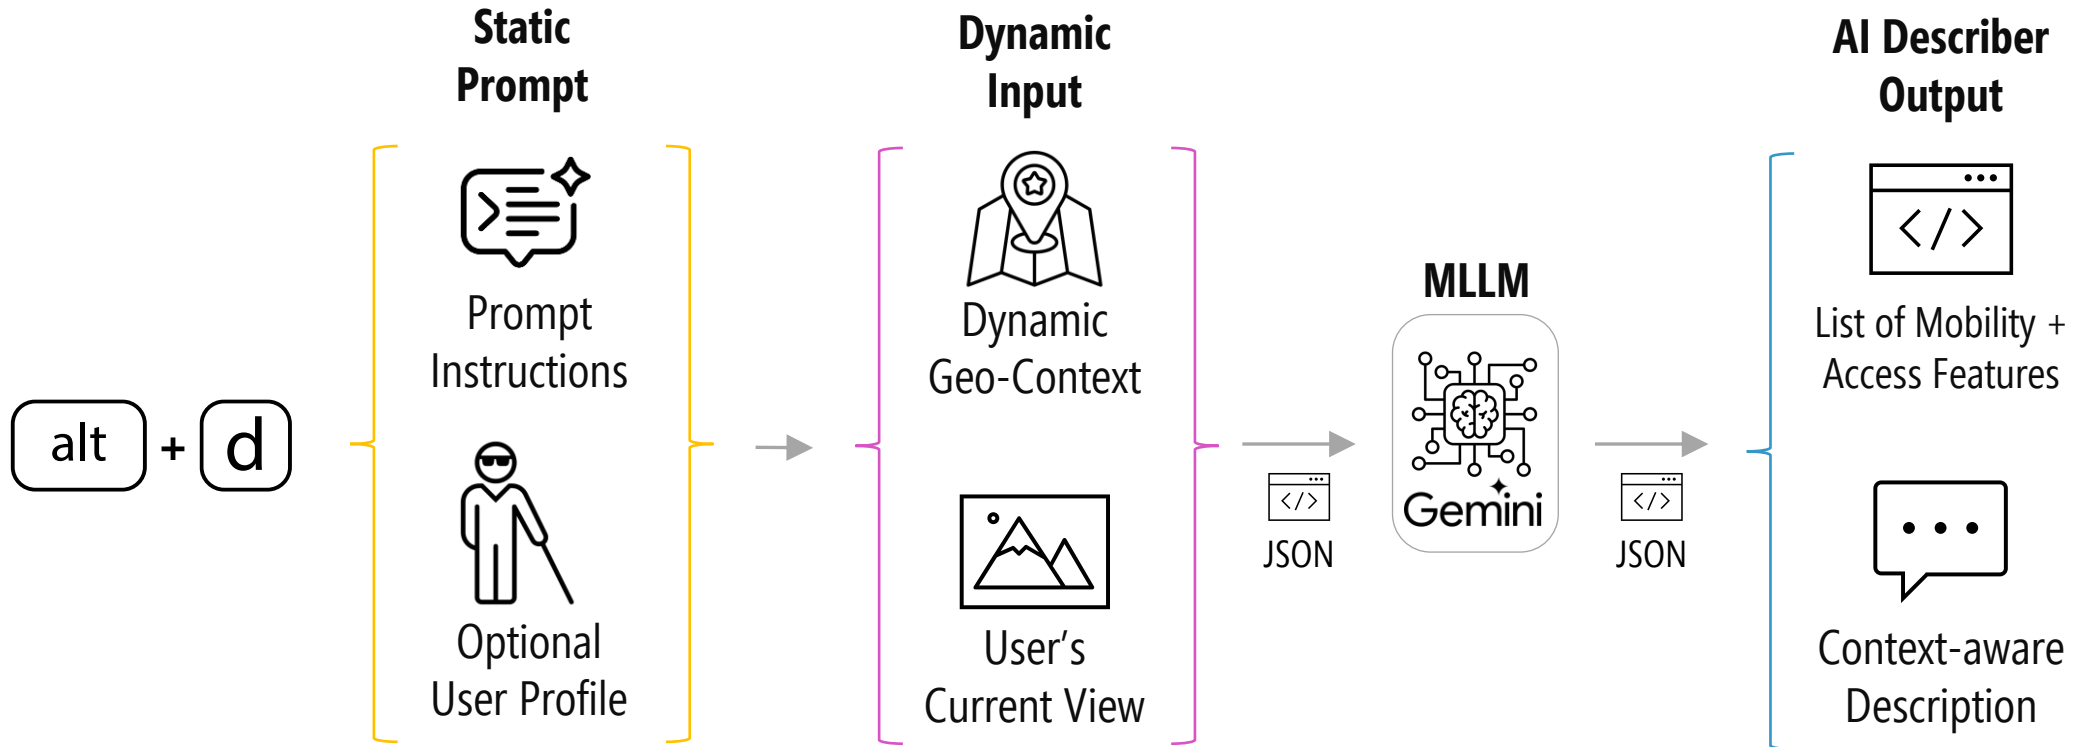 alt + d
Static
Prompt
Prompt
Instructions
Optional
User Profile
Dynamic
Input
Dynamic
Geo-Context
User’s
Current View
</>
JSON
MLLM
Gemini
</>
JSON
AI Describer
Output
</>
List of Mobility +
Access Features
Context-aware
Description